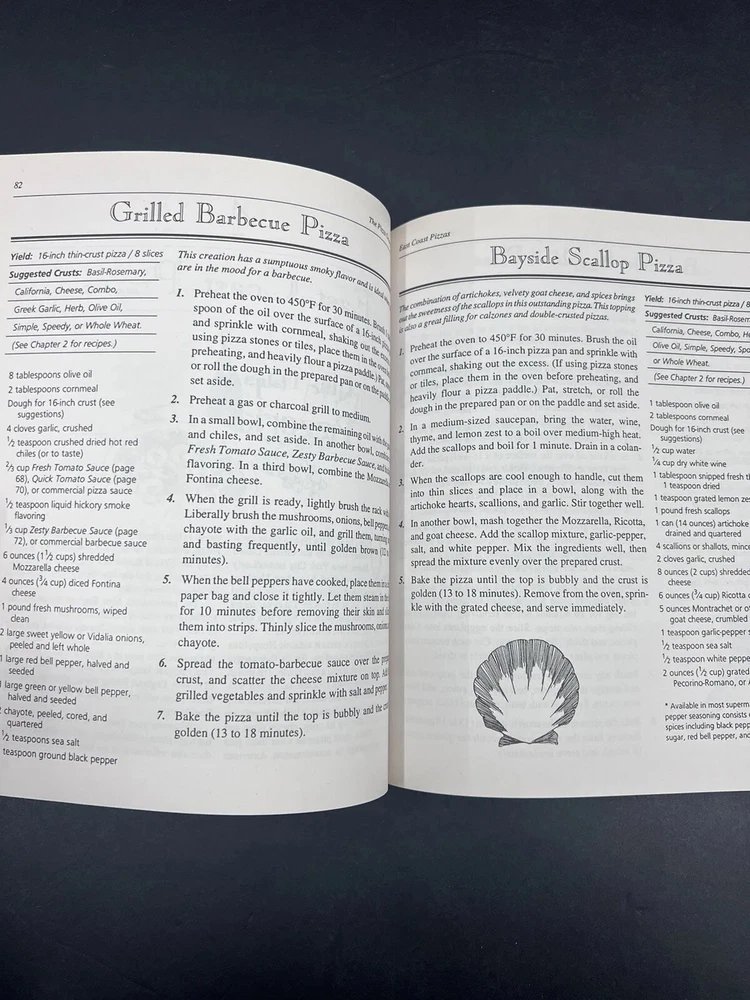 82
The Pizza
Grilled Barbecue Pizza
Yield: 16-inch thin-crust pizza / 8 slices
Suggested Crusts: Basil-Rosemary,
California, Cheese, Combo,
Greek Garlic, Herb, Olive Oil,
Simple, Speedy, or Whole Wheat.
(See Chapter 2 for recipes.)
8 tablespoons olive oil
2 tablespoons cornmeal
Dough for 16-inch crust (see
suggestions)
4 cloves garlic, crushed
½ teaspoon crushed dried hot red
chiles (or to taste)
⅔ cup Fresh Tomato Sauce (page
68), Quick Tomato Sauce (page
70), or commercial pizza sauce
½ teaspoon liquid hickory smoke
flavoring
⅓ cup Zesty Barbecue Sauce (page
72), or commercial barbecue sauce
6 ounces (1½ cups) shredded
Mozzarella cheese
4 ounces (¾ cup) diced Fontina
cheese
1 pound fresh mushrooms, wiped
clean
2 large sweet yellow or Vidalia onions,
peeled and left whole
1 large red bell pepper, halved and
seeded
large green or yellow bell pepper,
halved and seeded
chayote, peeled, cored, and
quartered
½ teaspoons sea salt
teaspoon ground black pepper
This creation has a sumptuous smoky flavor and is ideal when
are in the mood for a barbecue.
1. Preheat the oven to 450°F for 30 minutes. Brush
spoon of the oil over the surface of a 16-inch
and sprinkle with cornmeal, shaking out the
using pizza stones or tiles, place them in the oven
preheating, and heavily flour a pizza paddle.) Pat,
or roll the dough in the prepared pan or on the paddle
set aside.
2. Preheat a gas or charcoal grill to medium.
3. In a small bowl, combine the remaining oil with the
and chiles, and set aside. In another bowl, combine
Fresh Tomato Sauce, Zesty Barbecue Sauce, and
flavoring. In a third bowl, combine the Mozzarella
Fontina cheese.
4. When the grill is ready, lightly brush the rack with
Liberally brush the mushrooms, onions, bell peppers,
chayote with the garlic oil, and grill them, turning
and basting frequently, until golden brown (12
minutes).
5. When the bell peppers have cooked, place them in a
paper bag and close it tightly. Let them steam in the
for 10 minutes before removing their skin and
them into strips. Thinly slice the mushrooms, onions,
chayote.
6. Spread the tomato-barbecue sauce over the
crust, and scatter the cheese mixture on top. Add
grilled vegetables and sprinkle with salt and pepper.
7. Bake the pizza until the top is bubbly and the crust
golden (13 to 18 minutes).
East Coast Pizzas
Bayside Scallop Pizza
The combination of artichokes, velvety goat cheese, and spices brings
out the sweetness of the scallops in this outstanding pizza. This topping
is also a great filling for calzones and double-crusted pizzas.
1. Preheat the oven to 450°F for 30 minutes. Brush the oil
over the surface of a 16-inch pizza pan and sprinkle with
cornmeal, shaking out the excess. (If using pizza stones
or tiles, place them in the oven before preheating, and
heavily flour a pizza paddle.) Pat, stretch, or roll the
dough in the prepared pan or on the paddle and set aside.
2. In a medium-sized saucepan, bring the water, wine,
thyme, and lemon zest to a boil over medium-high heat.
Add the scallops and boil for 1 minute. Drain in a colan-
der.
3. When the scallops are cool enough to handle, cut them
into thin slices and place in a bowl, along with the
artichoke hearts, scallions, and garlic. Stir together well.
4. In another bowl, mash together the Mozzarella, Ricotta,
and goat cheese. Add the scallop mixture, garlic-pepper,
salt, and white pepper. Mix the ingredients well, then
spread the mixture evenly over the prepared crust.
5. Bake the pizza until the top is bubbly and the crust is
golden (13 to 18 minutes). Remove from the oven, sprin-
kle with the grated cheese, and serve immediately.
Yield: 16-inch thin-crust pizza / 8
Suggested Crusts:
California, Cheese, Combo,
Olive Oil, Simple, Speedy,
or Whole Wheat.
(See Chapter 2 for recipes.)
1 tablespoon olive oil
2 tablespoons cornmeal
Dough for 16-inch crust (see
suggestions)
½ cup water
¼ cup dry white wine
1 tablespoon snipped fresh
1 teaspoon dried
1 teaspoon grated lemon
1 pound fresh scallops
1 can (14 ounces) artichoke
drained and quartered
4 scallions or shallots,
2 cloves garlic, crushed
8 ounces (2 cups) shredded
cheese
6 ounces (¾ cup) Ricotta
5 ounces Montrachet or
goat cheese, crumbled
1 teaspoon garlic-pepper
½ teaspoon sea salt
½ teaspoon white pepper
2 ounces (½ cup) grated
Pecorino-Romano, or
* Available in most
pepper seasoning consists
spices including black
sugar, red bell pepper,